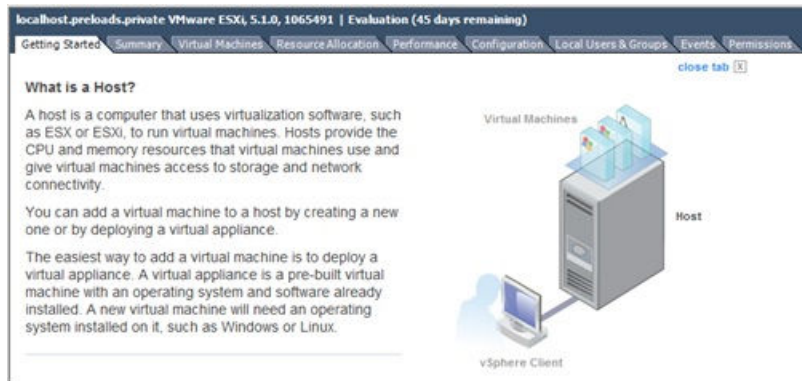 localhost.preloads.private VMware ESXi, 5.1.0, 1065491 | Evaluation (45 days remaining)
Getting Started Summary Virtual Machines Resource Allocation Performance Configuration Local Users & Groups Events Permissions
close tab X
What is a Host?
A host is a computer that uses virtualization software, such
as ESX or ESXi, to run virtual machines. Hosts provide the
CPU and memory resources that virtual machines use and
give virtual machines access to storage and network
connectivity.
You can add a virtual machine to a host by creating a new
one or by deploying a virtual appliance.
The easiest way to add a virtual machine is to deploy a
virtual appliance. A virtual appliance is a pre-built virtual
machine with an operating system and software already
installed. A new virtual machine will need an operating
system installed on it, such as Windows or Linux.
Virtual Machines
Host
vSphere Client